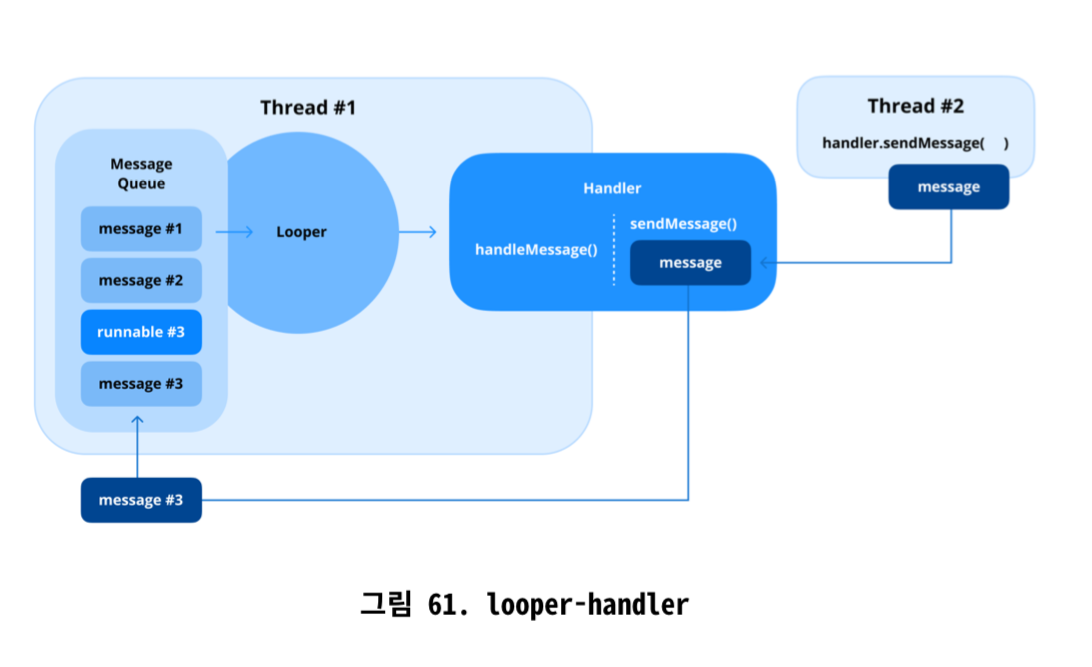 Thread #1
Message
Queue
message #1
message #2
runnable #3
message #3
Looper
Handler
handleMessage()
sendMessage()
message
Thread #2
handler.sendMessage( )
message
message #3
그림 61. looper-handler